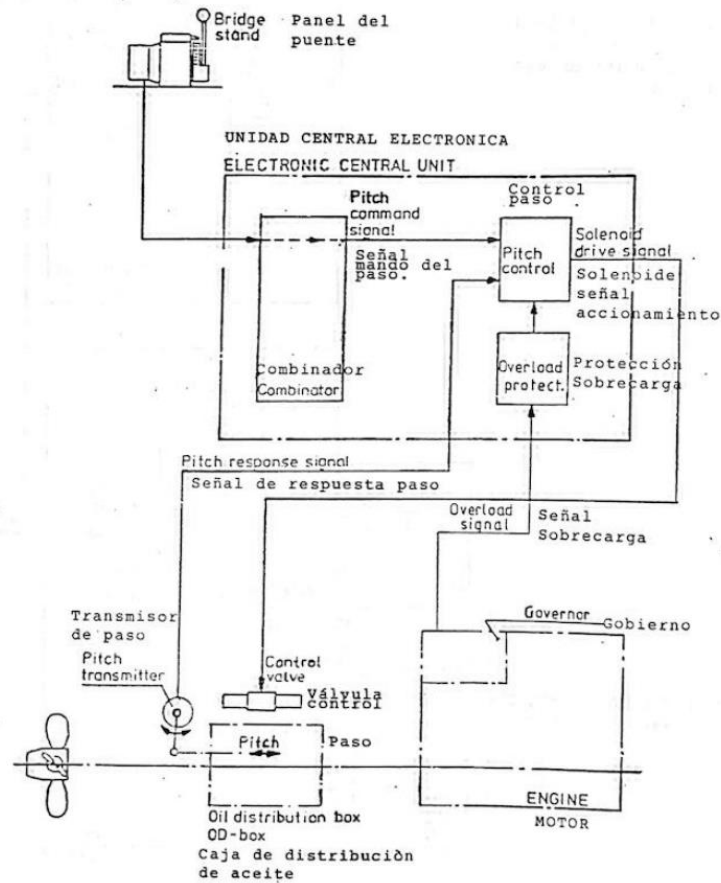 Bridge stand
Panel del puente
UNIDAD CENTRAL ELECTRONICA
ELECTRONIC CENTRAL UNIT
Control paso
Pitch command signal
Señal mando del paso.
Pitch control
Solenoid drive signal
Solenoide señal accionamiento
Combinador
Combinator
Overload protect.
Protección Sobrecarga
Pitch response signal
Señal de respuesta paso
Overload signal
Señal Sobrecarga
Transmisor de paso
Pitch transmitter
Governor
Gobierno
Control valve
Válvula control
Pitch
Paso
Oil distribution box
OD-box
Caja de distribución de aceite
ENGINE
MOTOR